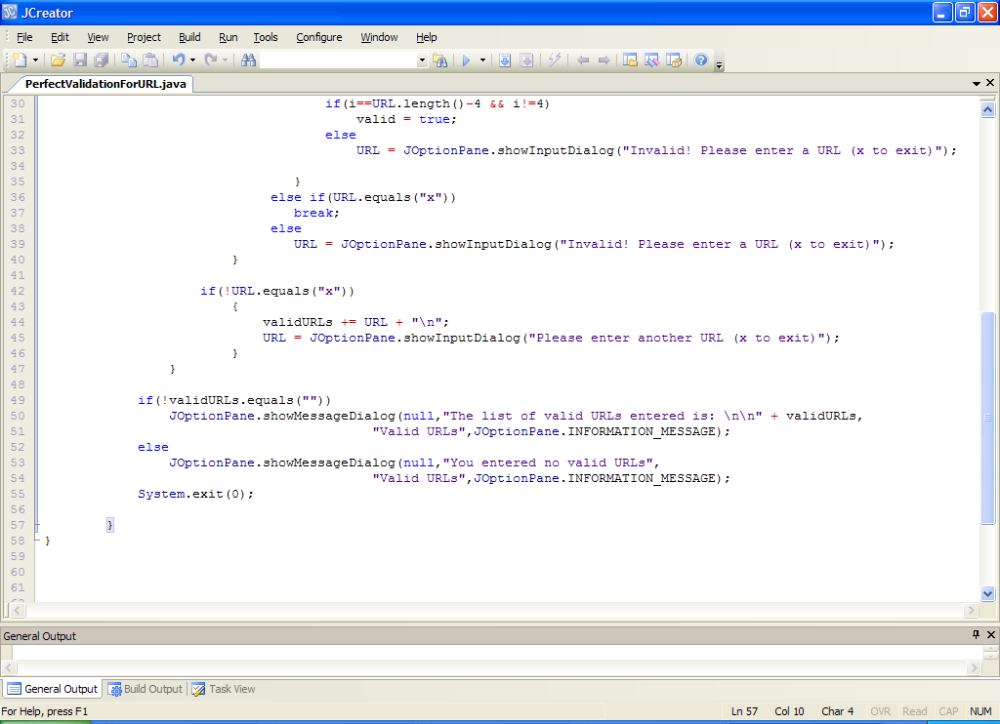 JCreator
File Edit View Project Build Run Tools Configure Window Help
PerfectValidationForURL.java
30 if(i==URL.length()-4 && i!=4)
31 valid = true;
32 else
33 URL = JOptionPane.showInputDialog("Invalid! Please enter a URL (x to exit)");
34
35 }
36 else if(URL.equals("x"))
37 break;
38 else
39 URL = JOptionPane.showInputDialog("Invalid! Please enter a URL (x to exit)");
40 }
41
42 if(!URL.equals("x"))
43 {
44 validURLs += URL + "\n";
45 URL = JOptionPane.showInputDialog("Please enter another URL (x to exit)");
46 }
47 }
48
49 if(!validURLs.equals(""))
50 JOptionPane.showMessageDialog(null,"The list of valid URLs entered is: \n\n" + validURLs,
51 "Valid URLs",JOptionPane.INFORMATION_MESSAGE);
52 else
53 JOptionPane.showMessageDialog(null,"You entered no valid URLs",
54 "Valid URLs",JOptionPane.INFORMATION_MESSAGE);
55 System.exit(0);
56
57 }
58 }
59
60
61
General Output
General Output Build Output Task View
For Help, press F1 Ln 57 Col 10 Char 4 OVR Read CAP NUM